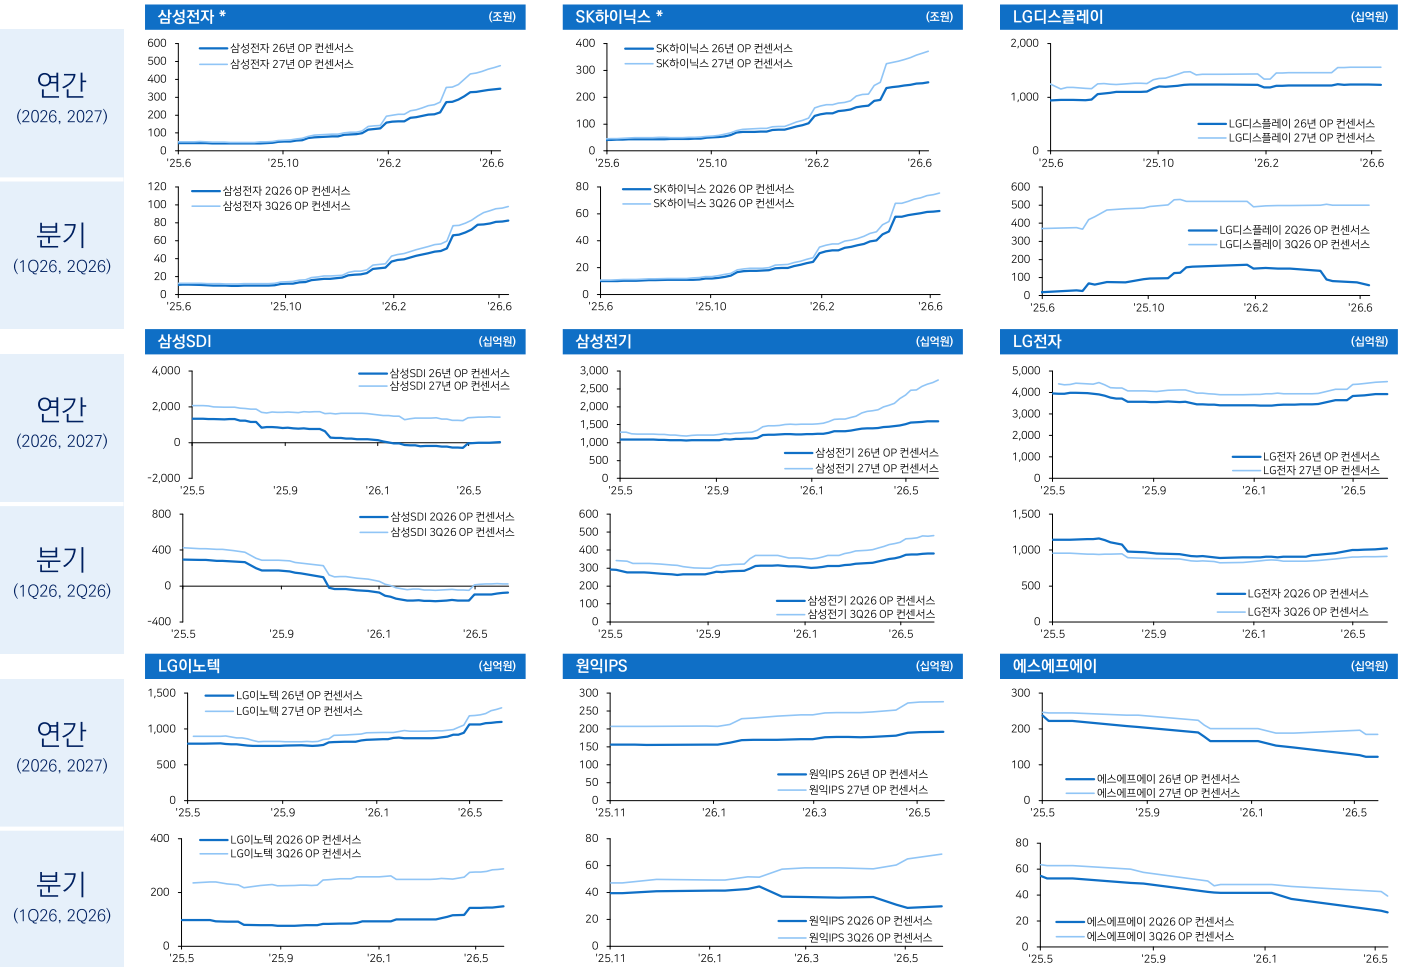 삼성전자 * (조원)
SK하이닉스 * (조원)
LG디스플레이 (십억원)
연간
(2026, 2027)
600
500
400
300
200
100
0
삼성전자 26년 OP 컨센서스
삼성전자 27년 OP 컨센서스
'25.6 '25.10 '26.2 '26.6
400
300
200
100
0
SK하이닉스 26년 OP 컨센서스
SK하이닉스 27년 OP 컨센서스
'25.6 '25.10 '26.2 '26.6
2,000
1,000
0
LG디스플레이 26년 OP 컨센서스
LG디스플레이 27년 OP 컨센서스
'25.6 '25.10 '26.2 '26.6
분기
(1Q26, 2Q26)
120
100
80
60
40
20
0
삼성전자 2Q26 OP 컨센서스
삼성전자 3Q26 OP 컨센서스
'25.6 '25.10 '26.2 '26.6
80
60
40
20
0
SK하이닉스 2Q26 OP 컨센서스
SK하이닉스 3Q26 OP 컨센서스
'25.6 '25.10 '26.2 '26.6
600
500
400
300
200
100
0
LG디스플레이 2Q26 OP 컨센서스
LG디스플레이 3Q26 OP 컨센서스
'25.6 '25.10 '26.2 '26.6
삼성SDI (십억원)
삼성전기 (십억원)
LG전자 (십억원)
연간
(2026, 2027)
4,000
2,000
0
-2,000
삼성SDI 26년 OP 컨센서스
삼성SDI 27년 OP 컨센서스
'25.5 '25.9 '26.1 '26.5
3,000
2,500
2,000
1,500
1,000
500
0
삼성전기 26년 OP 컨센서스
삼성전기 27년 OP 컨센서스
'25.5 '25.9 '26.1 '26.5
5,000
4,000
3,000
2,000
1,000
0
LG전자 26년 OP 컨센서스
LG전자 27년 OP 컨센서스
'25.5 '25.9 '26.1 '26.5
분기
(1Q26, 2Q26)
800
400
0
-400
삼성SDI 2Q26 OP 컨센서스
삼성SDI 3Q26 OP 컨센서스
'25.5 '25.9 '26.1 '26.5
600
500
400
300
200
100
0
삼성전기 2Q26 OP 컨센서스
삼성전기 3Q26 OP 컨센서스
'25.5 '25.9 '26.1 '26.5
1,500
1,000
500
0
LG전자 2Q26 OP 컨센서스
LG전자 3Q26 OP 컨센서스
'25.5 '25.9 '26.1 '26.5
LG이노텍 (십억원)
원익IPS (십억원)
에스에프에이 (십억원)
연간
(2026, 2027)
1,500
1,000
500
0
LG이노텍 26년 OP 컨센서스
LG이노텍 27년 OP 컨센서스
'25.5 '25.9 '26.1 '26.5
300
250
200
150
100
50
0
원익IPS 26년 OP 컨센서스
원익IPS 27년 OP 컨센서스
'25.11 '26.1 '26.3 '26.5
300
200
100
0
에스에프에이 26년 OP 컨센서스
에스에프에이 27년 OP 컨센서스
'25.5 '25.9 '26.1 '26.5
분기
(1Q26, 2Q26)
400
200
0
LG이노텍 2Q26 OP 컨센서스
LG이노텍 3Q26 OP 컨센서스
'25.5 '25.9 '26.1 '26.5
80
60
40
20
0
원익IPS 2Q26 OP 컨센서스
원익IPS 3Q26 OP 컨센서스
'25.11 '26.1 '26.3 '26.5
80
60
40
20
0
에스에프에이 2Q26 OP 컨센서스
에스에프에이 3Q26 OP 컨센서스
'25.5 '25.9 '26.1 '26.5